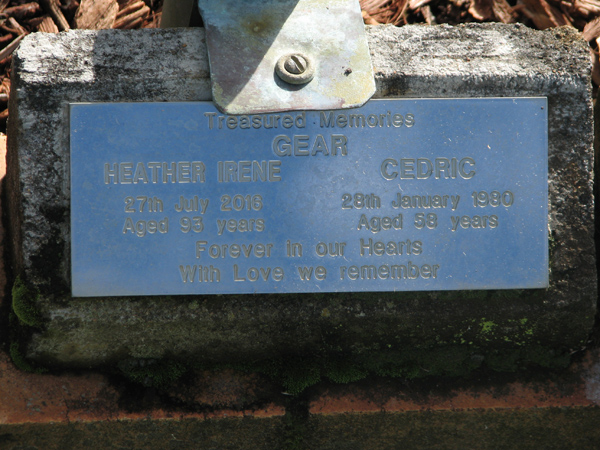 Treasured Memories
GEAR
HEATHER IRENE CEDRIC
27th July 2016 28th January 1980
Aged 93 years Aged 58 years
Forever in our Hearts
With Love we remember